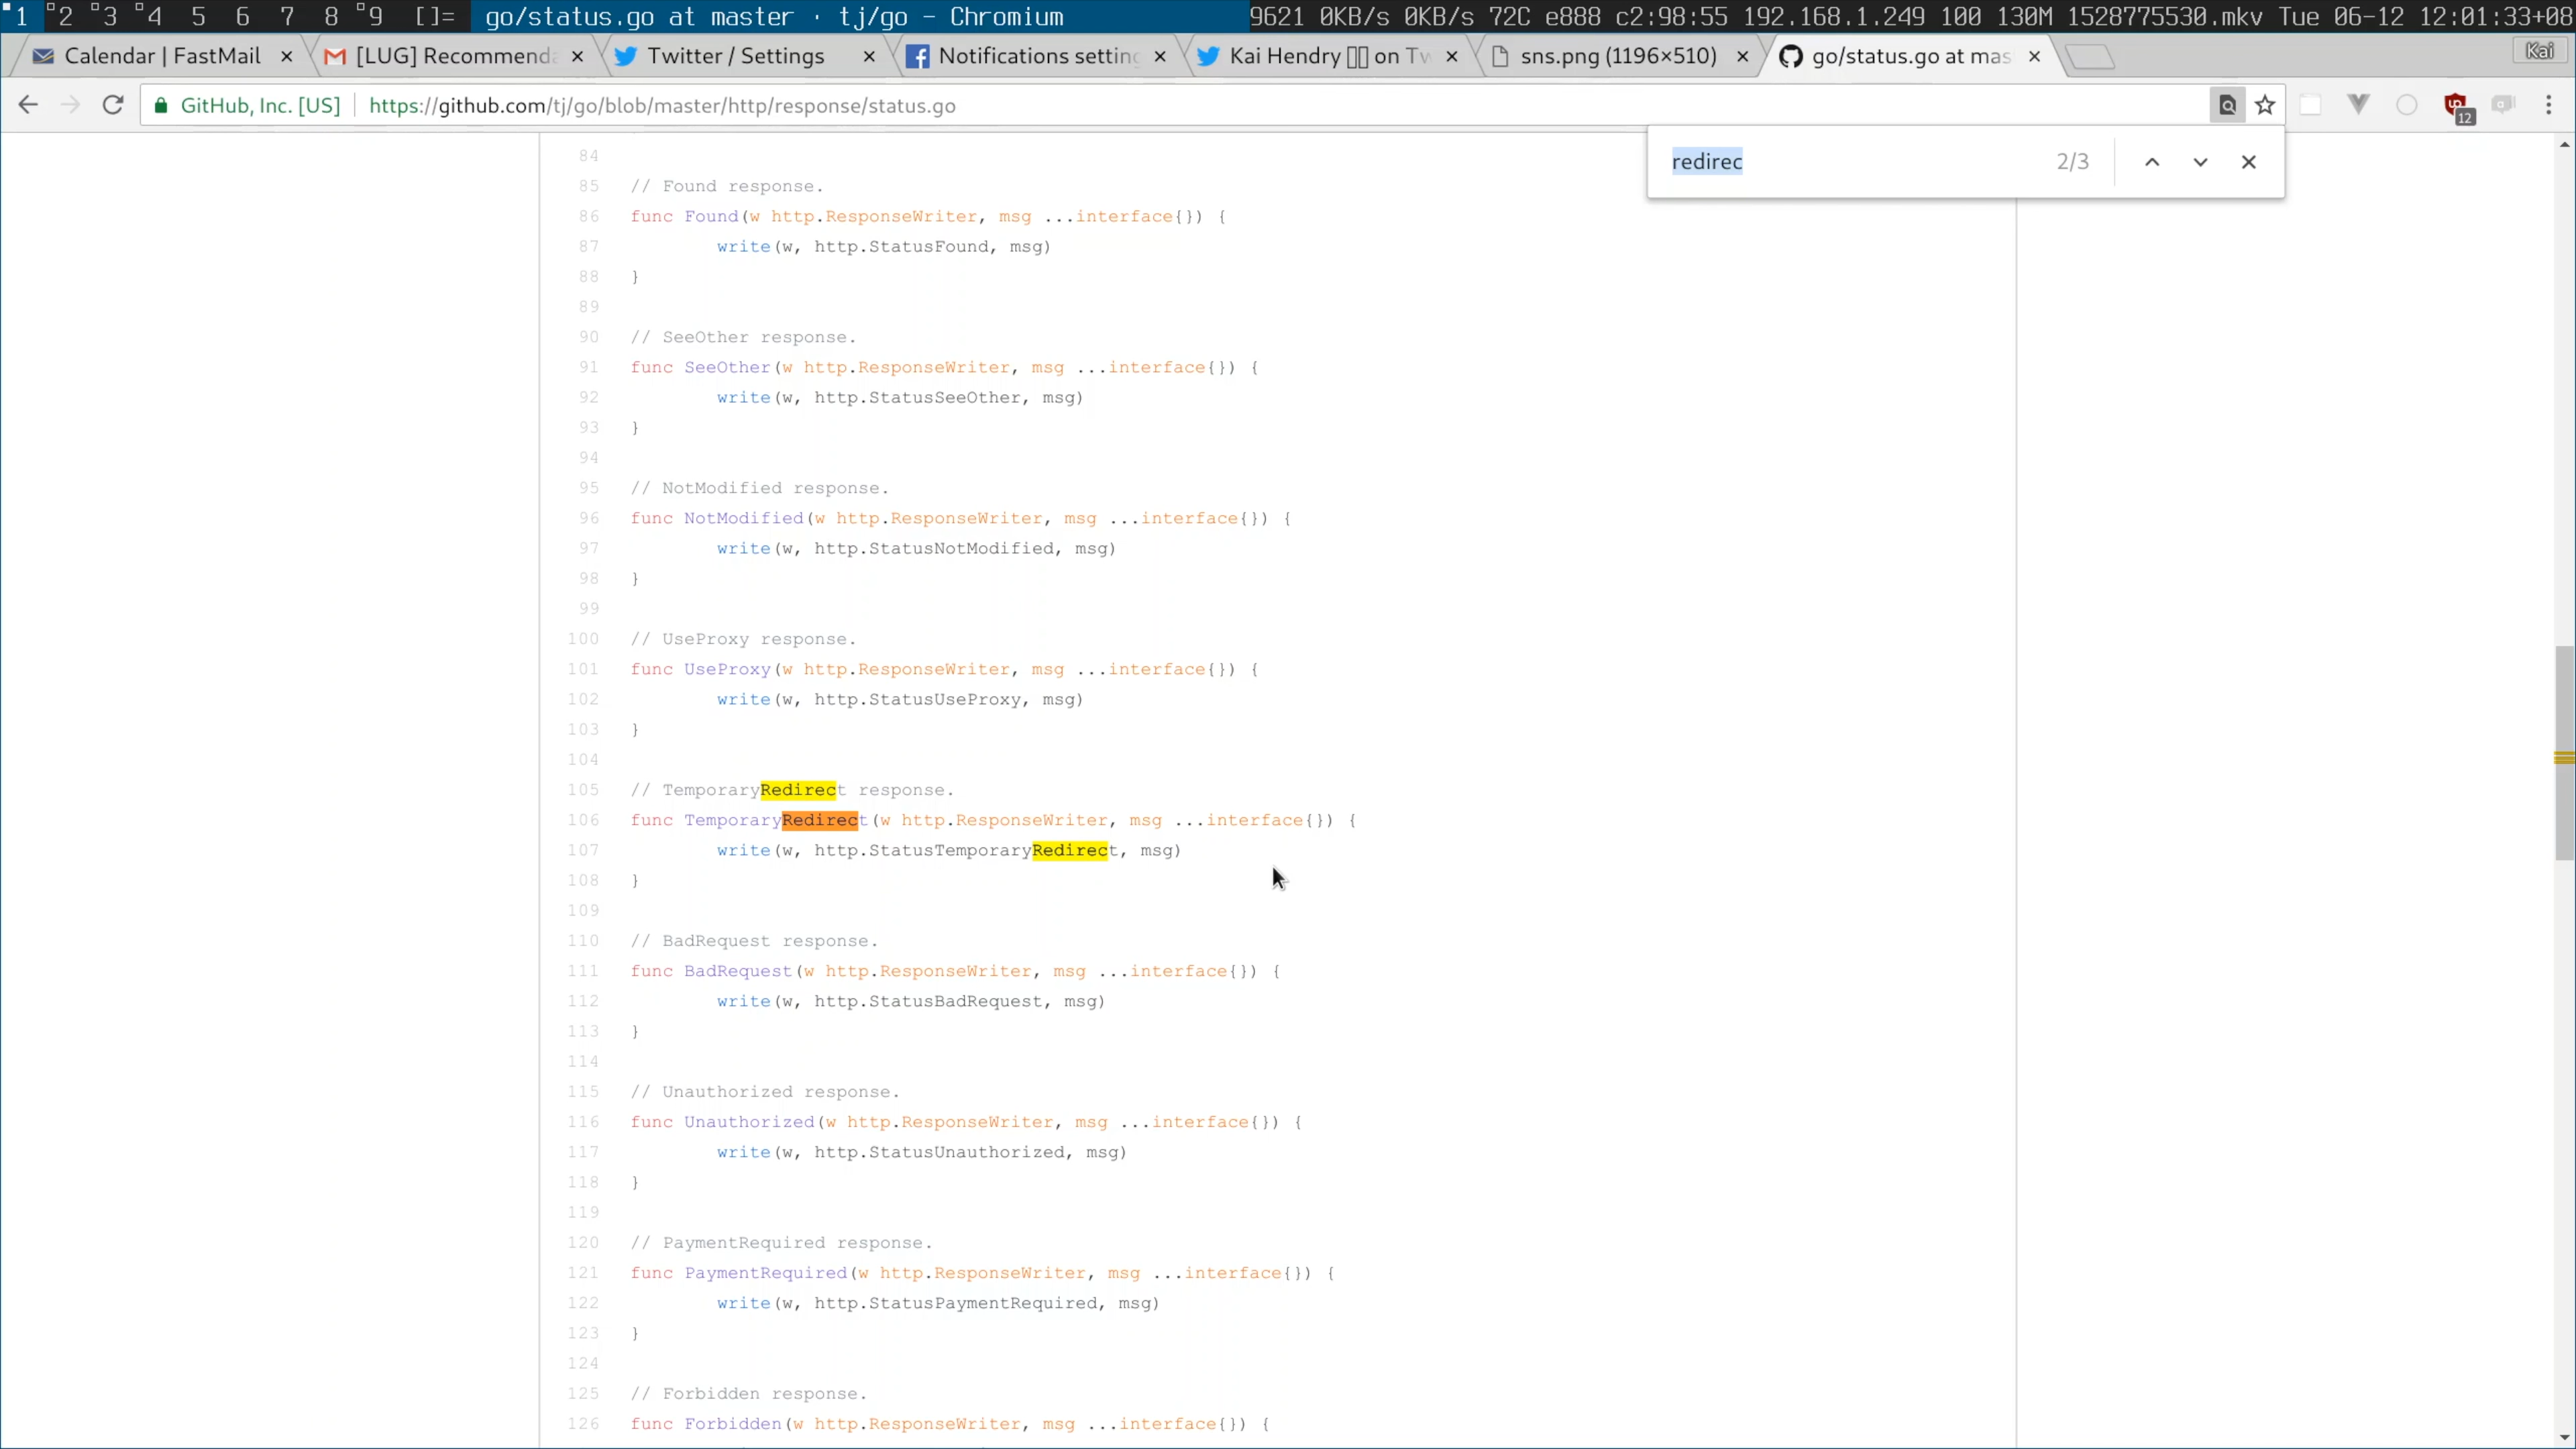 1 2 3 4 5 6 7 8 9 []= go/status.go at master · tj/go - Chromium 9621 0KB/s 0KB/s 72C e888 c2:98:55 192.168.1.249 100 130M 1528775530.mkv Tue 06-12 12:01:33+08
Calendar | FastMail [LUG] Recommenda Twitter / Settings Notifications setting Kai Hendry on Tw sns.png (1196×510) go/status.go at mas Kai
GitHub, Inc. [US] https://github.com/tj/go/blob/master/http/response/status.go 12
redirec 2/3
84
85 // Found response.
86 func Found(w http.ResponseWriter, msg ...interface{}) {
87 write(w, http.StatusFound, msg)
88 }
89
90 // SeeOther response.
91 func SeeOther(w http.ResponseWriter, msg ...interface{}) {
92 write(w, http.StatusSeeOther, msg)
93 }
94
95 // NotModified response.
96 func NotModified(w http.ResponseWriter, msg ...interface{}) {
97 write(w, http.StatusNotModified, msg)
98 }
99
100 // UseProxy response.
101 func UseProxy(w http.ResponseWriter, msg ...interface{}) {
102 write(w, http.StatusUseProxy, msg)
103 }
104
105 // TemporaryRedirect response.
106 func TemporaryRedirect(w http.ResponseWriter, msg ...interface{}) {
107 write(w, http.StatusTemporaryRedirect, msg)
108 }
109
110 // BadRequest response.
111 func BadRequest(w http.ResponseWriter, msg ...interface{}) {
112 write(w, http.StatusBadRequest, msg)
113 }
114
115 // Unauthorized response.
116 func Unauthorized(w http.ResponseWriter, msg ...interface{}) {
117 write(w, http.StatusUnauthorized, msg)
118 }
119
120 // PaymentRequired response.
121 func PaymentRequired(w http.ResponseWriter, msg ...interface{}) {
122 write(w, http.StatusPaymentRequired, msg)
123 }
124
125 // Forbidden response.
126 func Forbidden(w http.ResponseWriter, msg ...interface{}) {